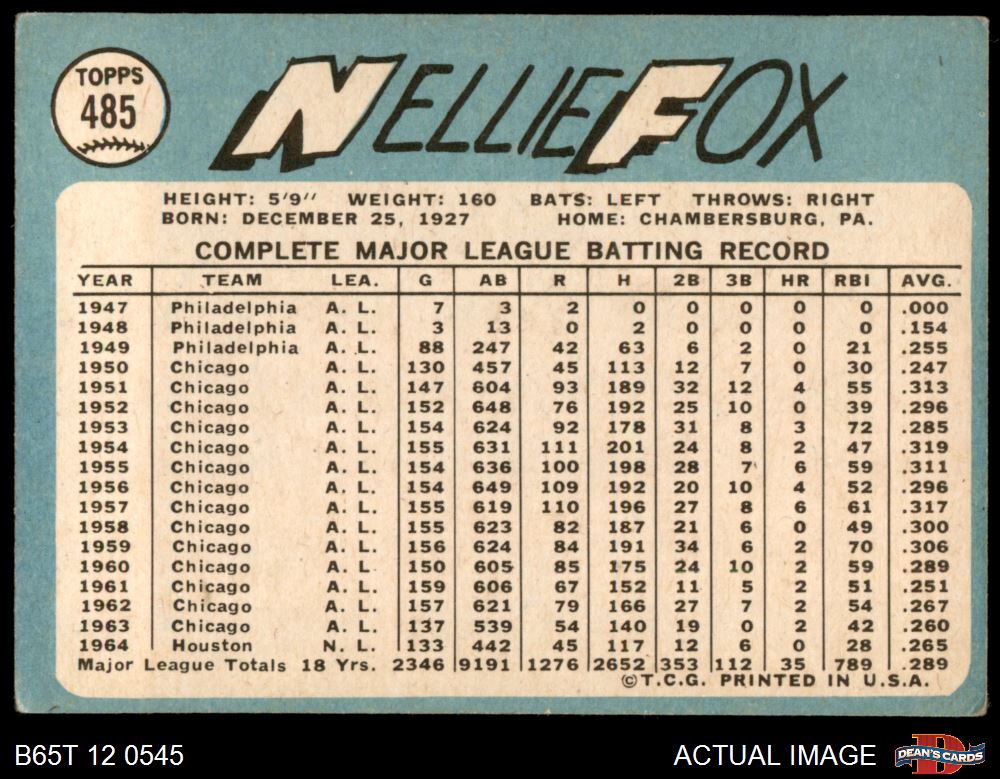 TOPPS
485
NELLIE FOX
HEIGHT: 5'9" WEIGHT: 160 BATS: LEFT THROWS: RIGHT
BORN: DECEMBER 25, 1927 HOME: CHAMBERSBURG, PA.
COMPLETE MAJOR LEAGUE BATTING RECORD
YEAR TEAM LEA. G AB R H 2B 3B HR RBI AVG.
1947 Philadelphia A. L. 7 3 2 0 0 0 0 0 .000
1948 Philadelphia A. L. 3 13 0 2 0 0 0 0 .154
1949 Philadelphia A. L. 88 247 42 63 6 2 0 21 .255
1950 Chicago A. L. 130 457 45 113 12 7 0 30 .247
1951 Chicago A. L. 147 604 93 189 32 12 4 55 .313
1952 Chicago A. L. 152 648 76 192 25 10 0 39 .296
1953 Chicago A. L. 154 624 92 178 31 8 3 72 .285
1954 Chicago A. L. 155 631 111 201 24 8 2 47 .319
1955 Chicago A. L. 154 636 100 198 28 7 6 59 .311
1956 Chicago A. L. 154 649 109 192 20 10 4 52 .296
1957 Chicago A. L. 155 619 110 196 27 8 6 61 .317
1958 Chicago A. L. 155 623 82 187 21 6 0 49 .300
1959 Chicago A. L. 156 624 84 191 34 6 2 70 .306
1960 Chicago A. L. 150 605 85 175 24 10 2 59 .289
1961 Chicago A. L. 159 606 67 152 11 5 2 51 .251
1962 Chicago A. L. 157 621 79 166 27 7 2 54 .267
1963 Chicago A. L. 137 539 54 140 19 0 2 42 .260
1964 Houston N. L. 133 442 45 117 12 6 0 28 .265
Major League Totals 18 Yrs. 2346 9191 1276 2652 353 112 35 789 .289
©T.C.G. PRINTED IN U.S.A.
B65T 12 0545 ACTUAL IMAGE
DEAN'S CARDS